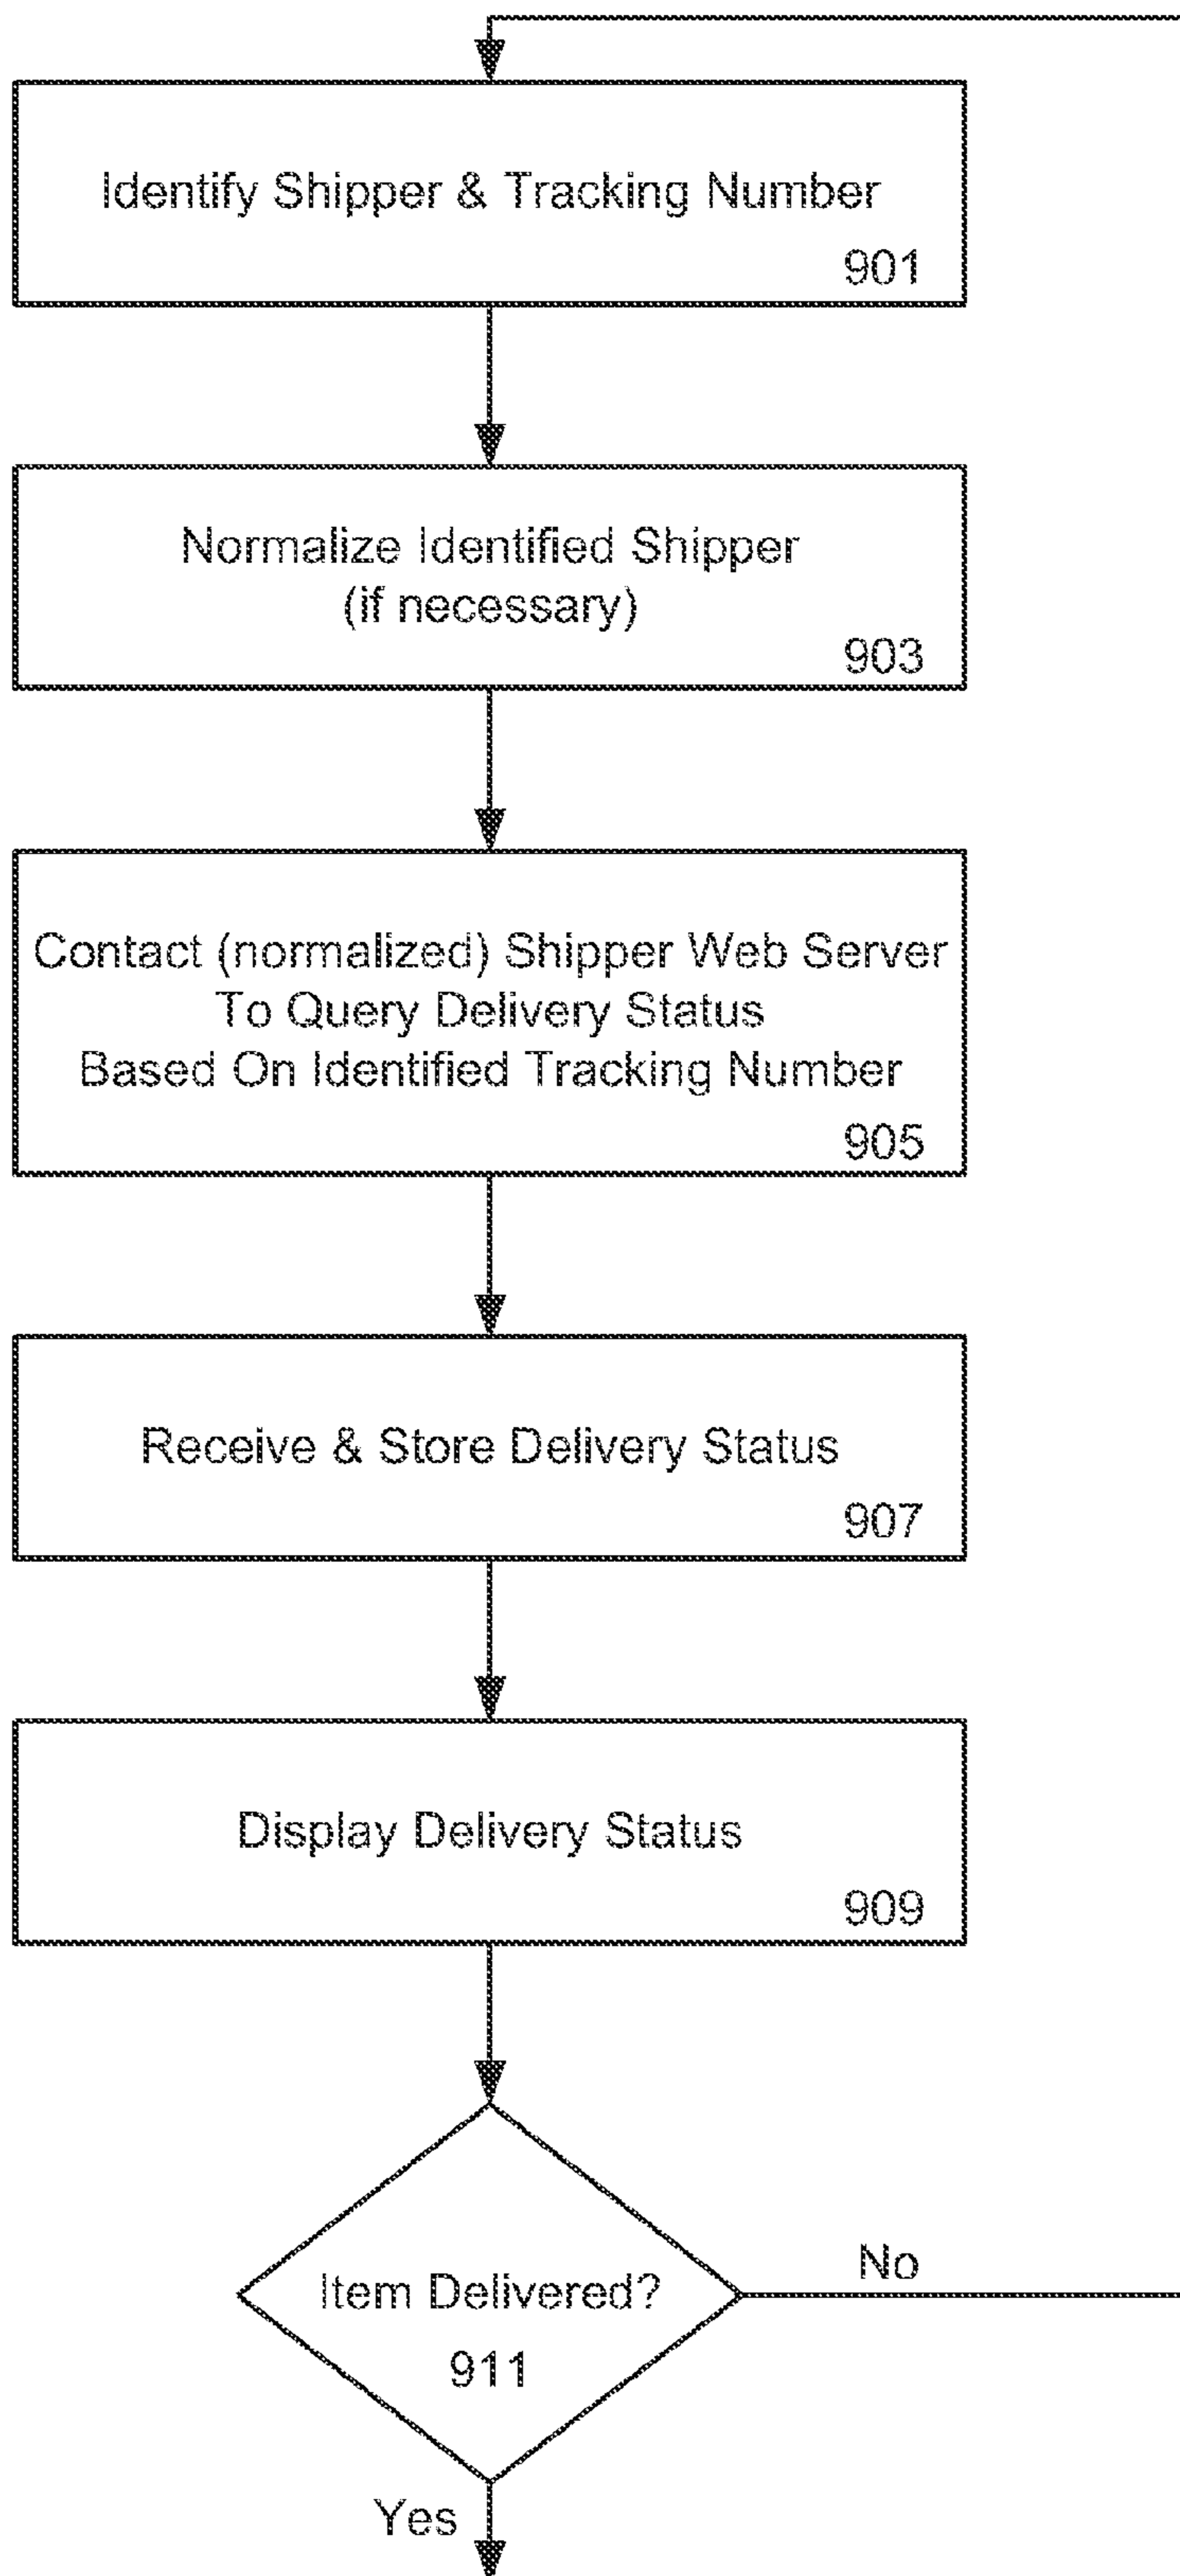 Identify Shipper & Tracking Number
901
Normalize Identified Shipper
(if necessary)
903
Contact (normalized) Shipper Web Server
To Query Delivery Status
Based On Identified Tracking Number
905
Receive & Store Delivery Status
907
Display Delivery Status
909
Item Delivered?
911
No
Yes